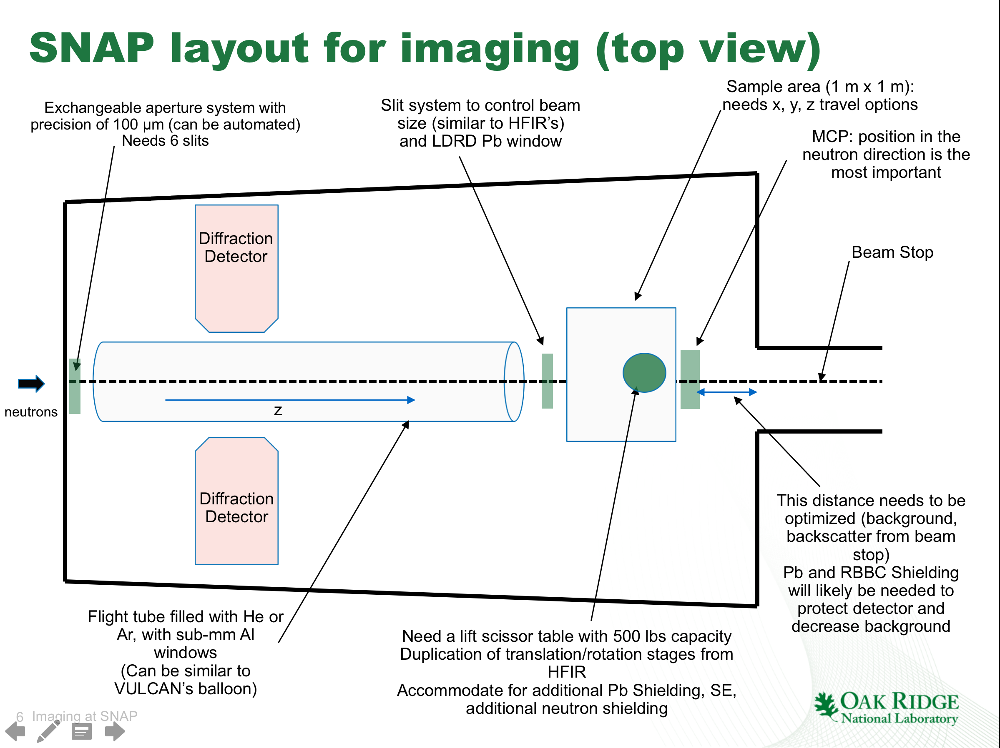 SNAP layout for imaging (top view)
Exchangeable aperture system with
precision of 100 µm (can be automated)
Needs 6 slits
Slit system to control beam
size (similar to HFIR’s)
and LDRD Pb window
Sample area (1 m x 1 m):
needs x, y, z travel options
MCP: position in the
neutron direction is the
most important
Diffraction
Detector
Beam Stop
neutrons
z
Diffraction
Detector
This distance needs to be
optimized (background,
backscatter from beam
stop)
Pb and RBBC Shielding
will likely be needed to
protect detector and
decrease background
Flight tube filled with He or
Ar, with sub-mm Al
windows
(Can be similar to
VULCAN’s balloon)
Need a lift scissor table with 500 lbs capacity
Duplication of translation/rotation stages from
HFIR
Accommodate for additional Pb Shielding, SE,
additional neutron shielding
6 Imaging at SNAP
OAK RIDGE
National Laboratory